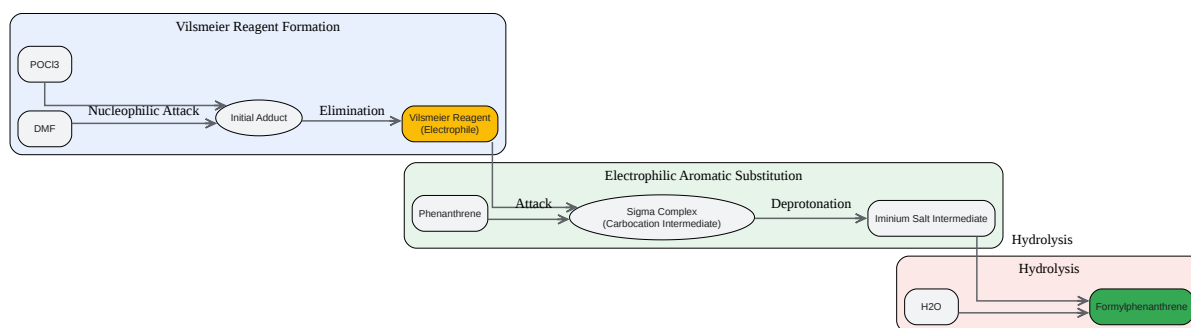 Vilsmeier Reagent Formation
POCl3
Nucleophilic Attack
DMF
Initial Adduct
Elimination
Vilsmeier Reagent
(Electrophile)
Electrophilic Aromatic Substitution
Phenanthrene
Attack
Sigma Complex
(Carbocation Intermediate)
Deprotonation
Iminium Salt Intermediate
Hydrolysis
Hydrolysis
H2O
Formylphenanthrene